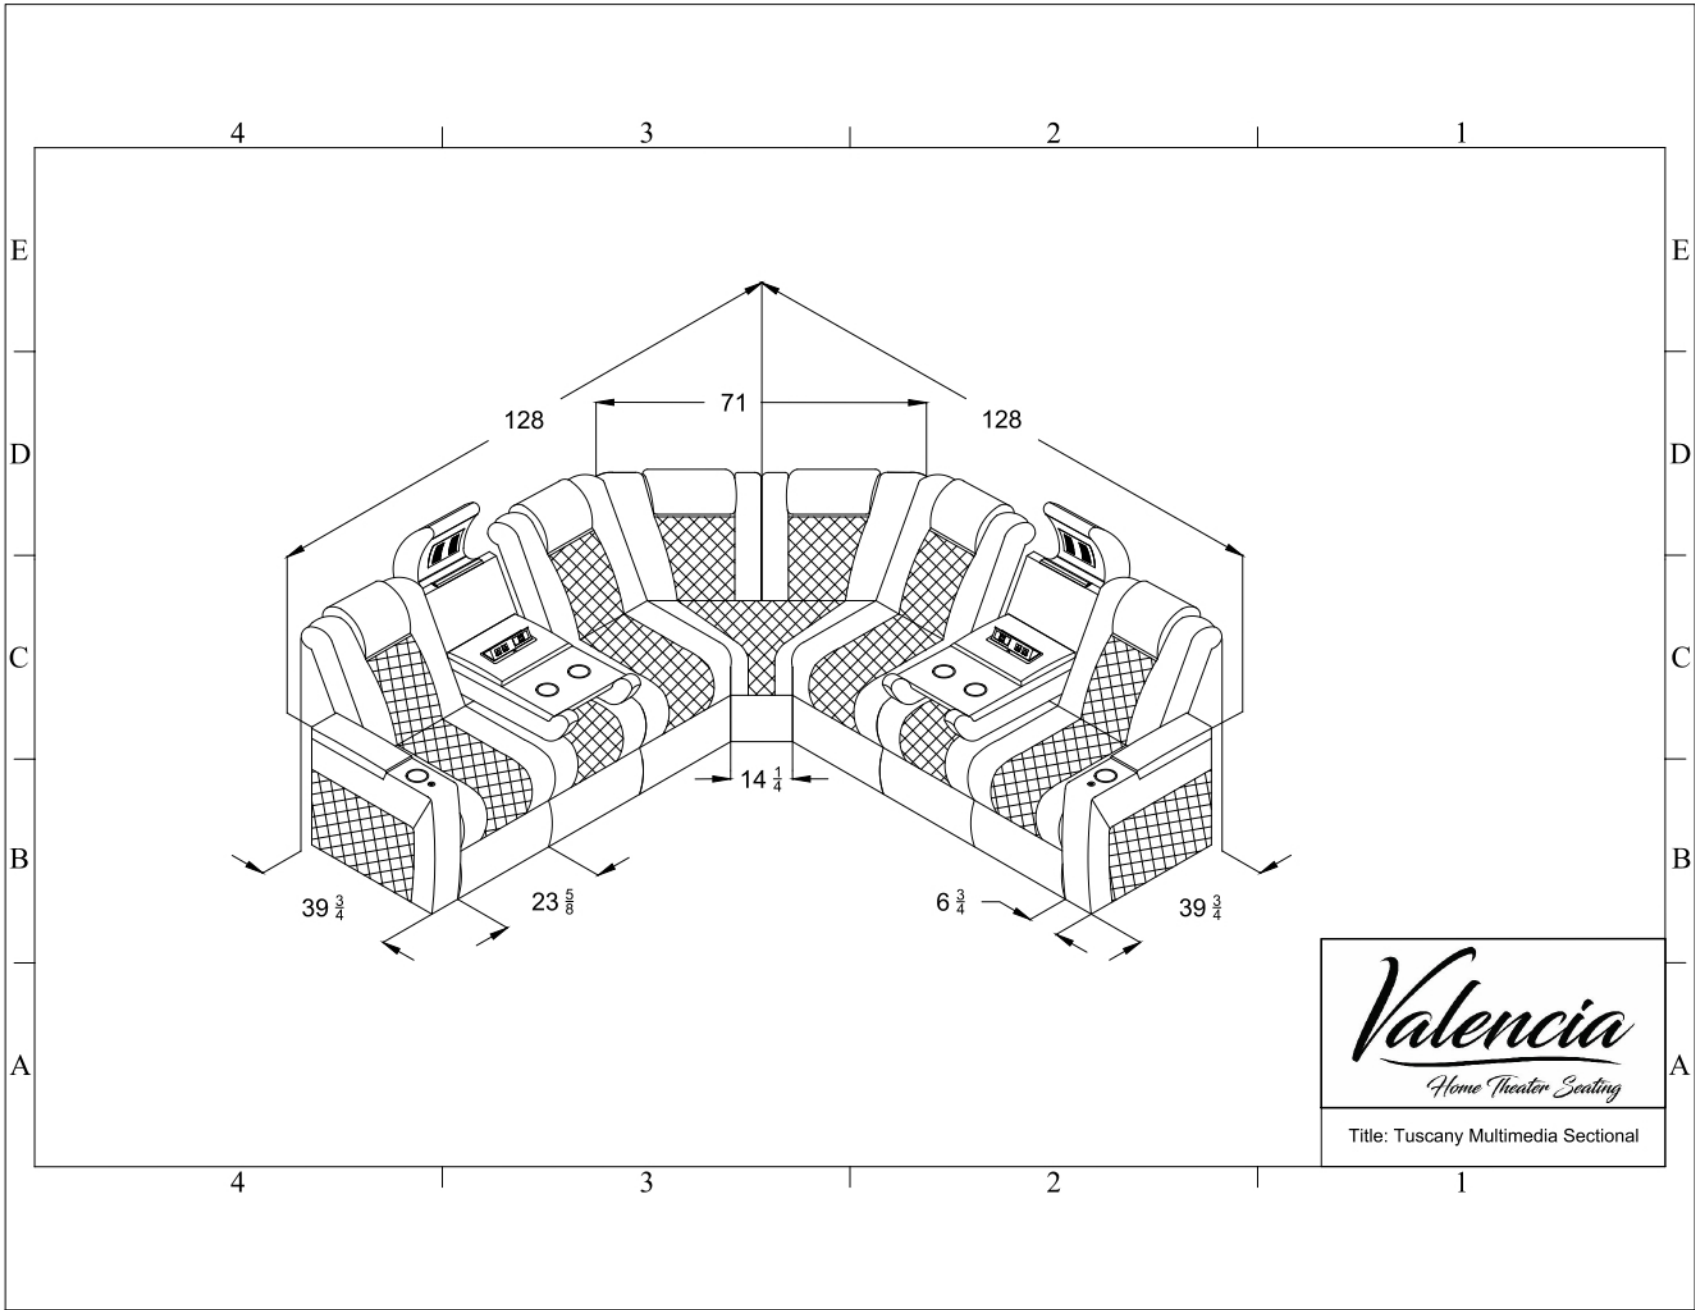 4 3 2 1
E E
71
128 128
D D
C C
14 1/4
B B
39 3/4 23 5/8 6 3/4 39 3/4
Valencia
A A
Home Theater Seating
Title: Tuscany Multimedia Sectional
4 3 2 1